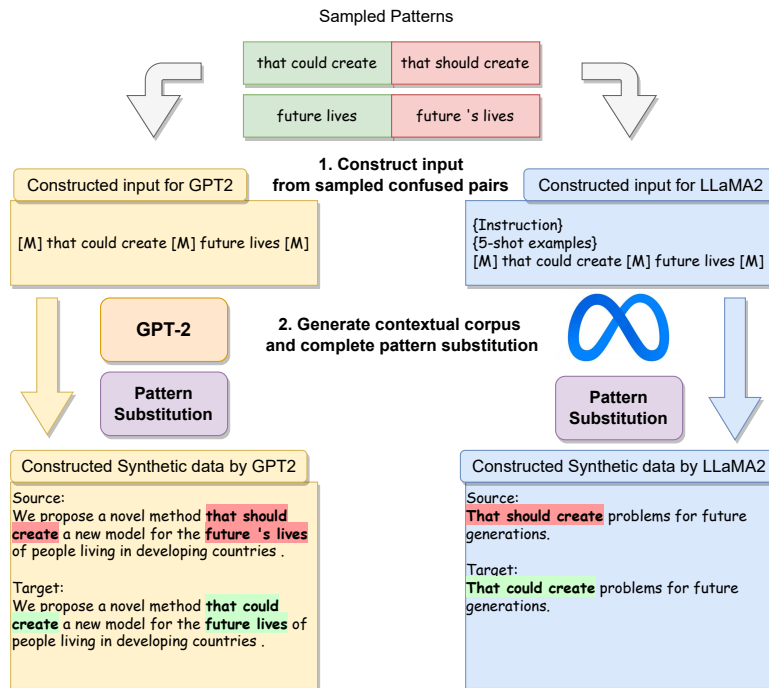 Sampled Patterns
that could create
that should create
future lives
future 's lives
1. Construct input
from sampled confused pairs
Constructed input for GPT2
[M] that could create [M] future lives [M]
Constructed input for LLaMA2
{Instruction}
{5-shot examples}
[M] that could create [M] future lives [M]
2. Generate contextual corpus
and complete pattern substitution
GPT-2
Pattern
Substitution
Pattern
Substitution
Constructed Synthetic data by GPT2
Source:
We propose a novel method that should
create a new model for the future 's lives
of people living in developing countries .
Target:
We propose a novel method that could
create a new model for the future lives of
people living in developing countries .
Constructed Synthetic data by LLaMA2
Source:
That should create problems for future
generations.
Target:
That could create problems for future
generations.